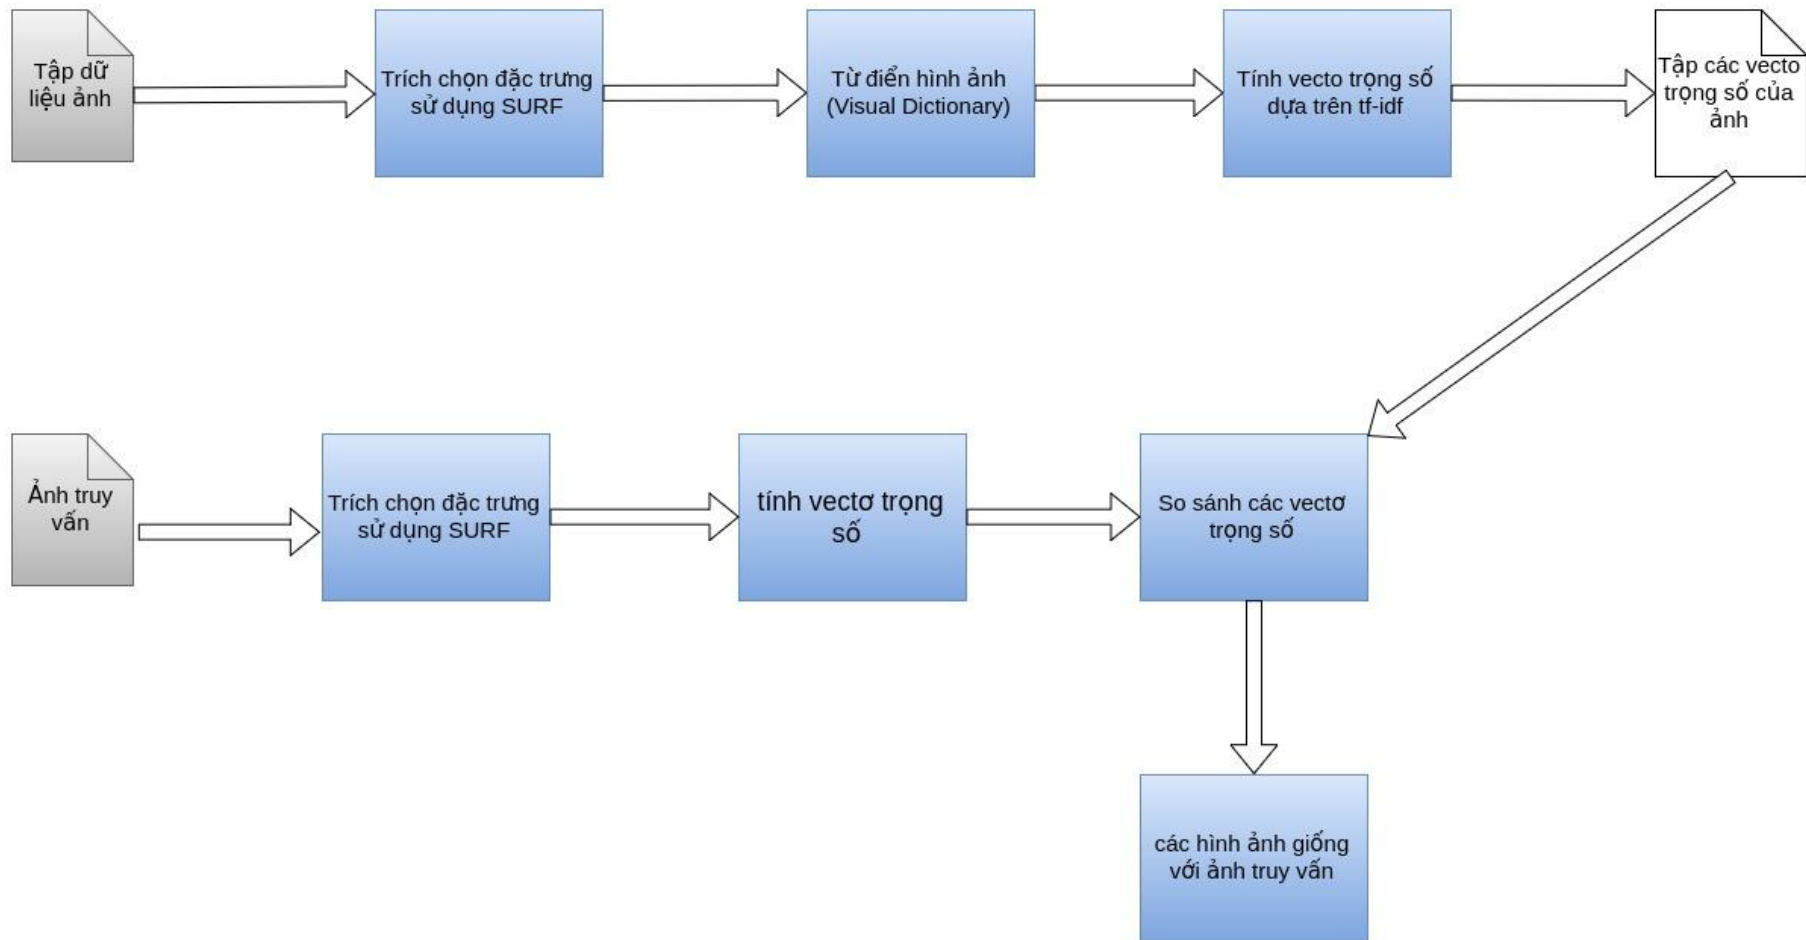 Tập dữ
liệu ảnh
Trích chọn đặc trưng
sử dụng SURF
Từ điển hình ảnh
(Visual Dictionary)
Tính vecto trọng số
dựa trên tf-idf
Tập các vecto
trọng số của
ảnh
Ảnh truy
vấn
Trích chọn đặc trưng
sử dụng SURF
tính vectơ trọng
số
So sánh các vectơ
trọng số
các hình ảnh giống
với ảnh truy vấn